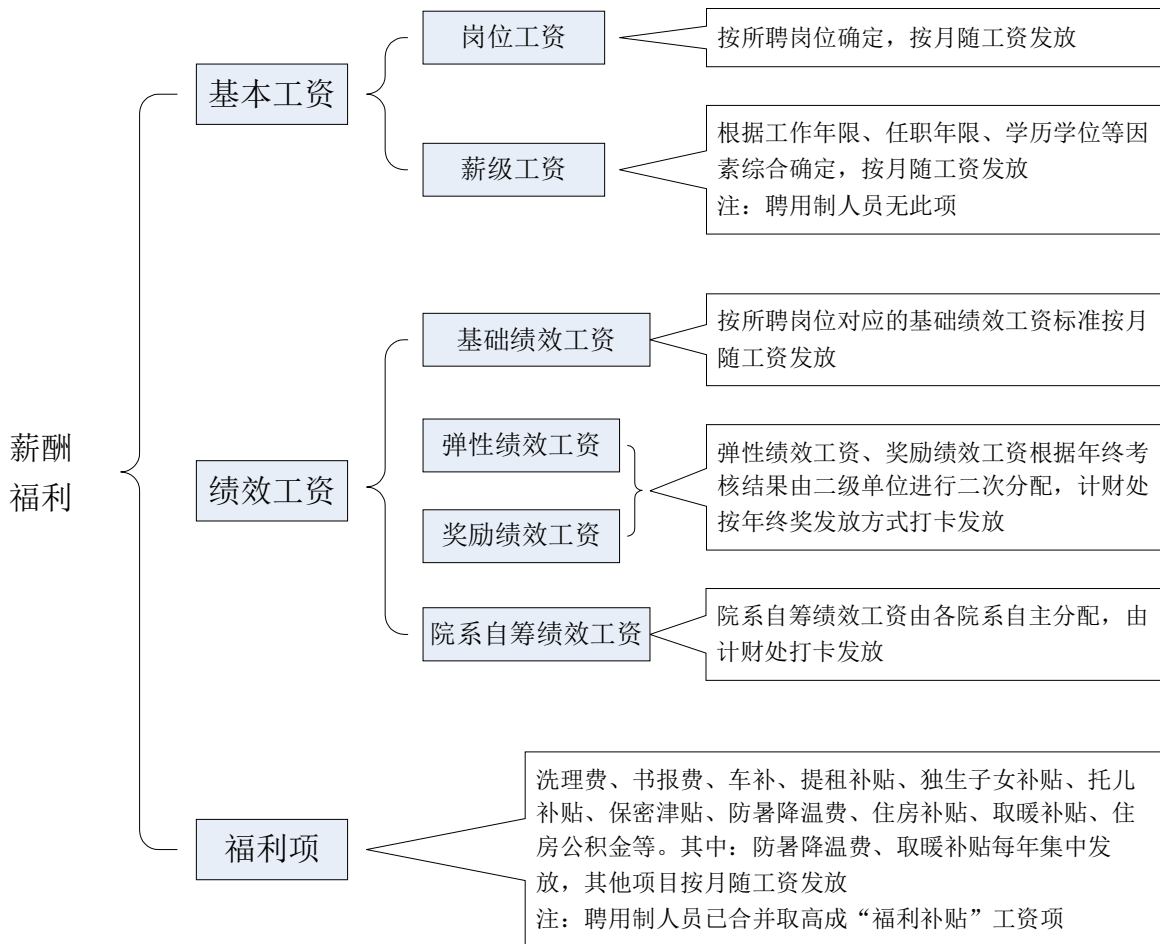 薪酬
福利
基本工资
岗位工资
按所聘岗位确定，按月随工资发放
薪级工资
根据工作年限、任职年限、学历学位等因
素综合确定，按月随工资发放
注：聘用制人员无此项
绩效工资
基础绩效工资
按所聘岗位对应的基础绩效工资标准按月
随工资发放
弹性绩效工资
奖励绩效工资
弹性绩效工资、奖励绩效工资根据年终考
核结果由二级单位进行二次分配，计财处
按年终奖发放方式打卡发放
院系自筹绩效工资
院系自筹绩效工资由各院系自主分配，由
计财处打卡发放
福利项
洗理费、书报费、车补、提租补贴、独生子女补贴、托儿
补贴、保密津贴、防暑降温费、住房补贴、取暖补贴、住
房公积金等。其中：防暑降温费、取暖补贴每年集中发
放，其他项目按月随工资发放
注：聘用制人员已合并取高成“福利补贴”工资项